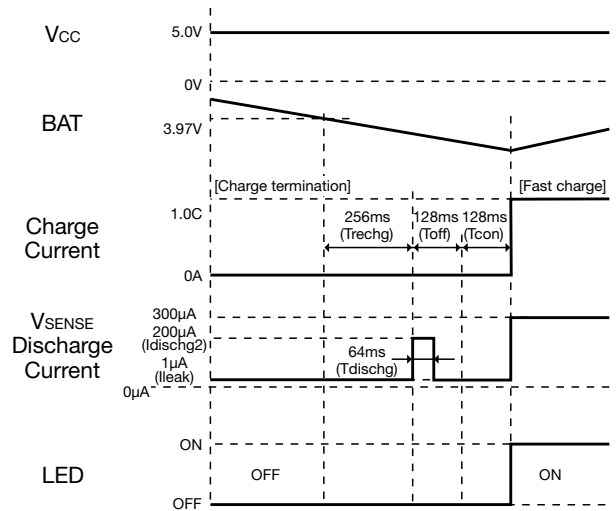 VCC
5.0V
0V
BAT
3.97V
[Charge termination]
[Fast charge]
Charge
Current
1.0C
256ms
(Trechg)
128ms
(Toff)
128ms
(Tcon)
0A
VSENSE
Discharge
Current
300μA
200μA
(Idischg2)
1μA
(Ileak)
0μA
64ms
(Tdischg)
LED
ON
OFF
ON
OFF